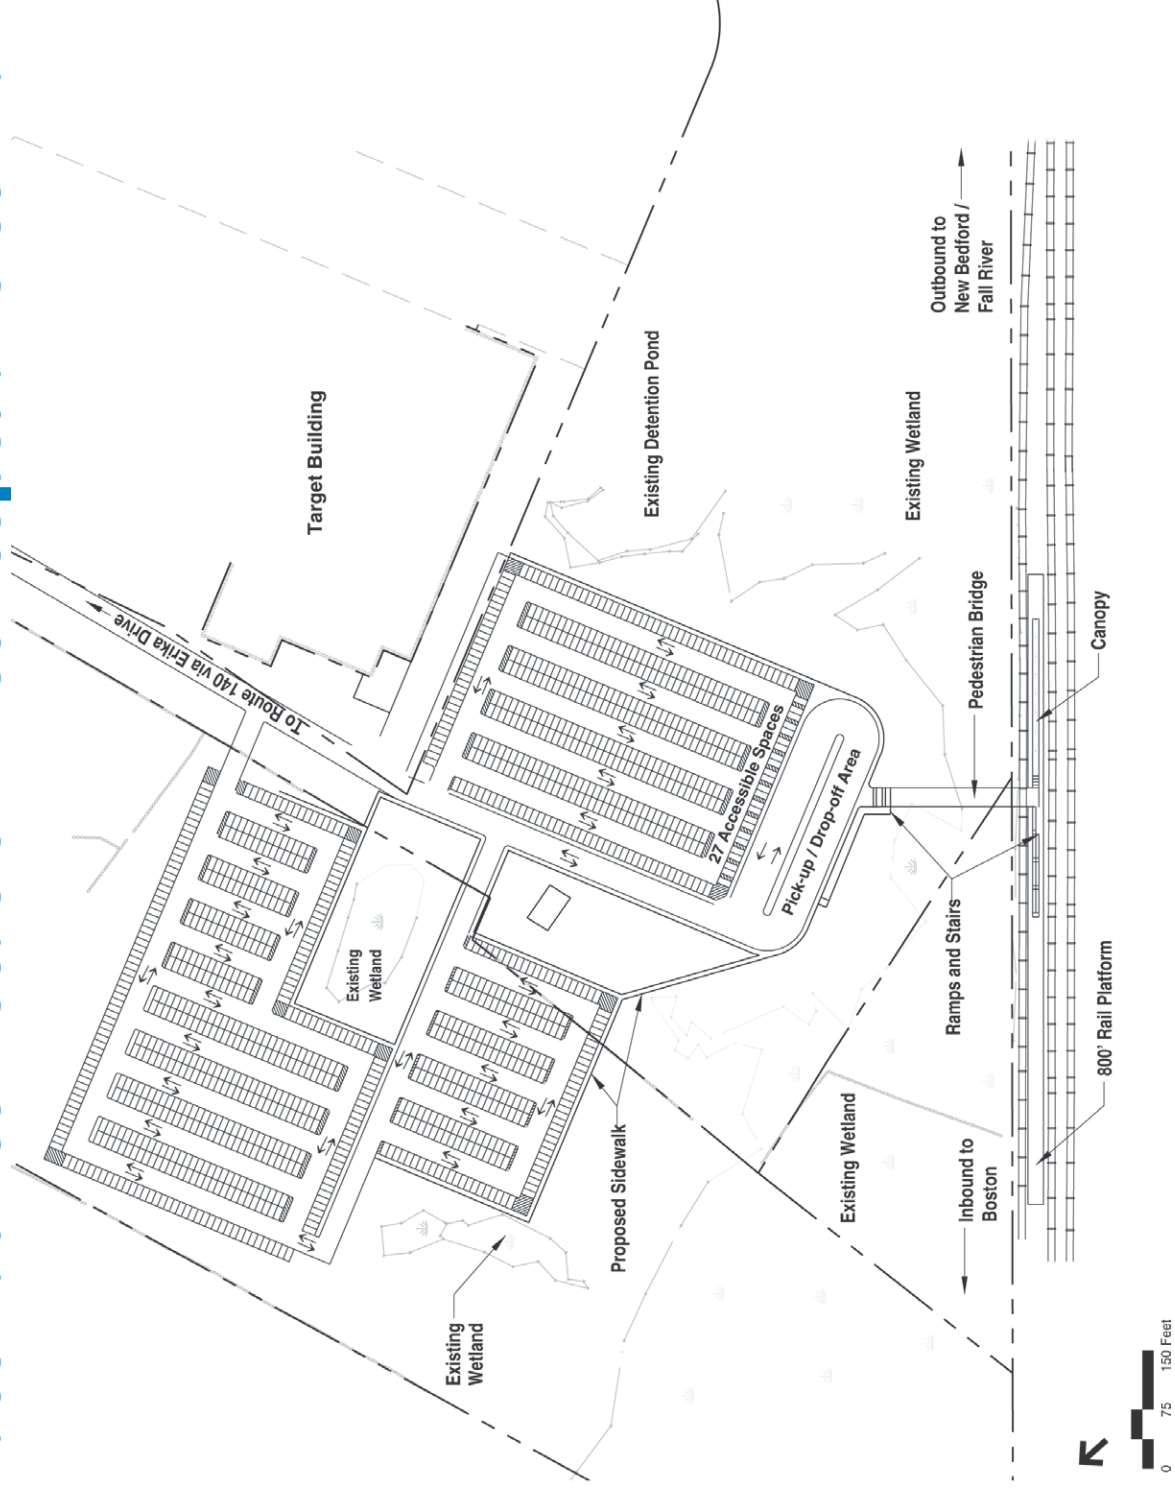 To Route 140 via Erika Drive
Target Building
Existing Detention Pond
Existing Wetland
Outbound to
New Bedford /
Fall River
27 Accessible Spaces
Pick-up / Drop-off Area
Pedestrian Bridge
Canopy
Existing
Wetland
Ramps and Stairs
800' Rail Platform
Proposed Sidewalk
Existing Wetland
Inbound to
Boston
Existing
Wetland
0 75 150 Feet